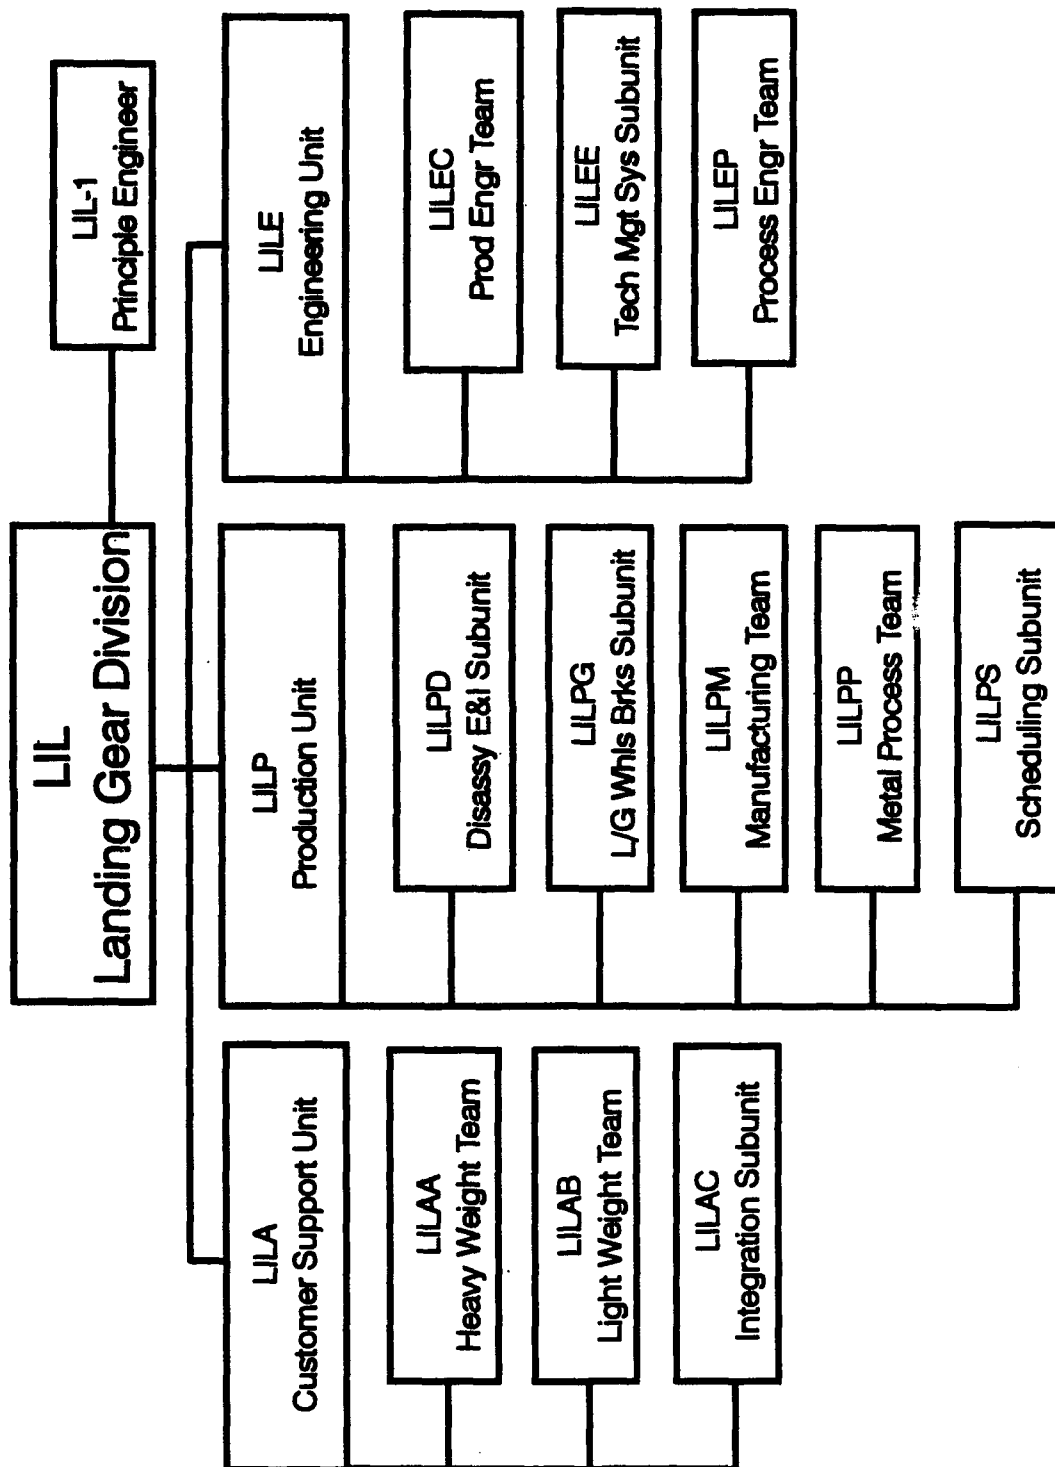 LIL
Landing Gear Division
LIL-1
Principle Engineer
LILA
Customer Support Unit
LILAA
Heavy Weight Team
LILAB
Light Weight Team
LILAC
Integration Subunit
LILP
Production Unit
LILPD
Disassy E&I Subunit
LILPG
L/G Whls Brks Subunit
LILPM
Manufacturing Team
LILPP
Metal Process Team
LILPS
Scheduling Subunit
LILE
Engineering Unit
LILEC
Prod Engr Team
LILEE
Tech Mgt Sys Subunit
LILEP
Process Engr Team